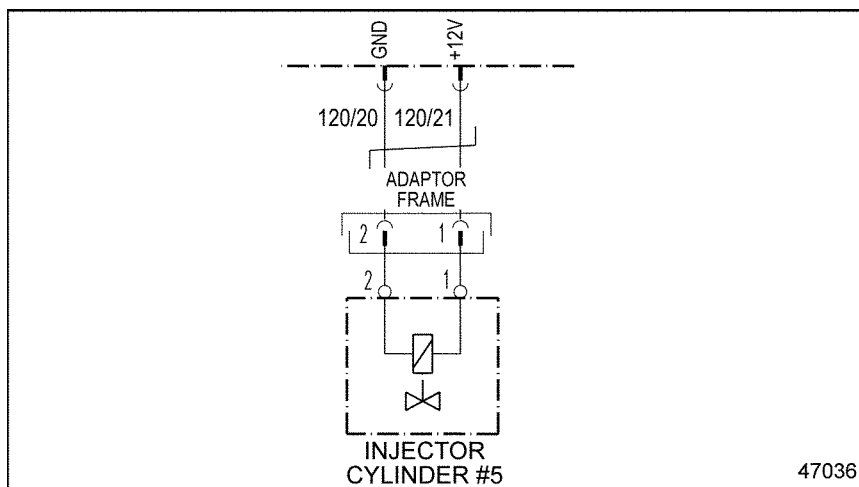 GND +12V
120/20 120/21
ADAPTOR
FRAME
2 1
2 1
INJECTOR
CYLINDER #5
47036